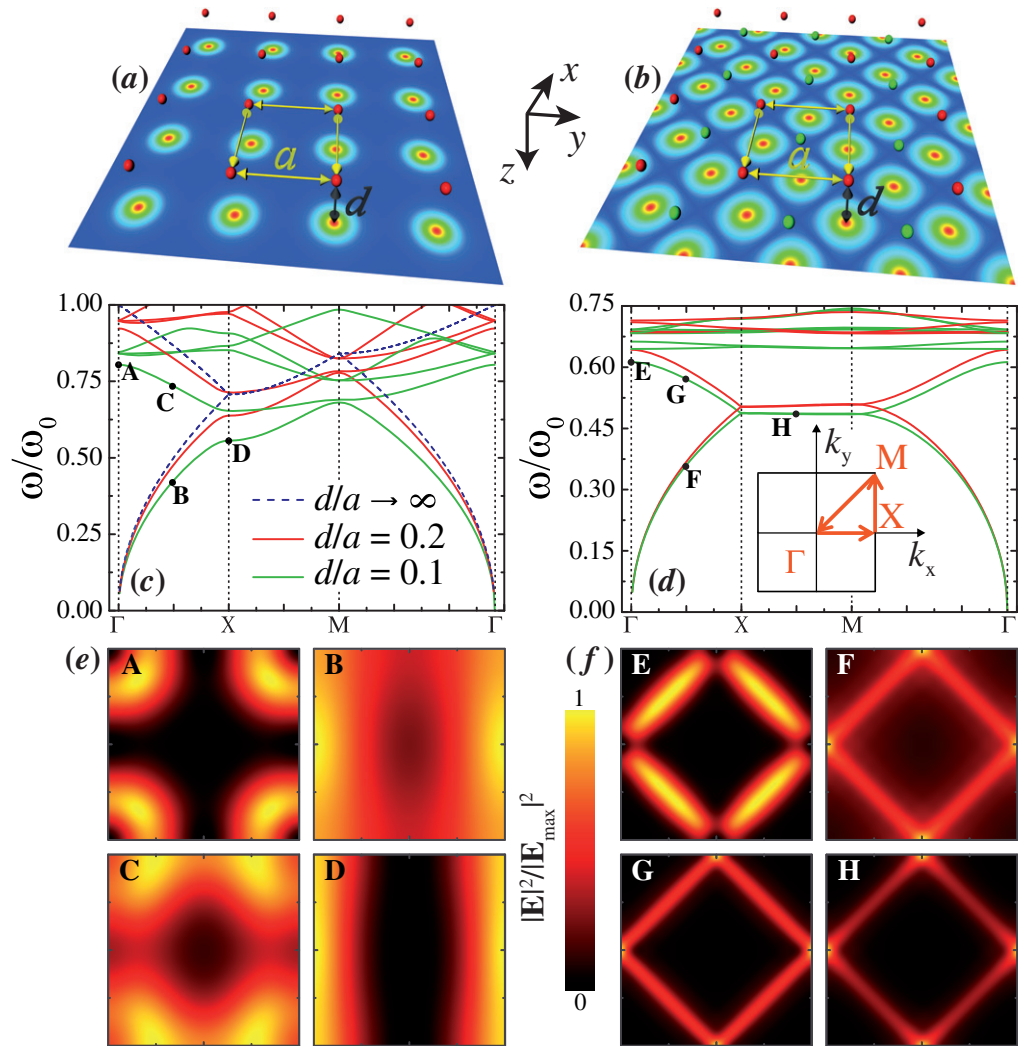 (a)
a
d
x
y
z
(b)
a
d
ω/ω0
1.00
0.75
0.50
0.25
0.00
A
C
B
D
d/a → ∞
d/a = 0.2
d/a = 0.1
(c)
Γ X M Γ
ω/ω0
0.75
0.60
0.45
0.30
0.15
0.00
E
G
F
H
ky
M
X
Γ
kx
(d)
Γ X M Γ
(e)
A
B
C
D
1
|E|²/|Emax|²
0
(f)
E
F
G
H